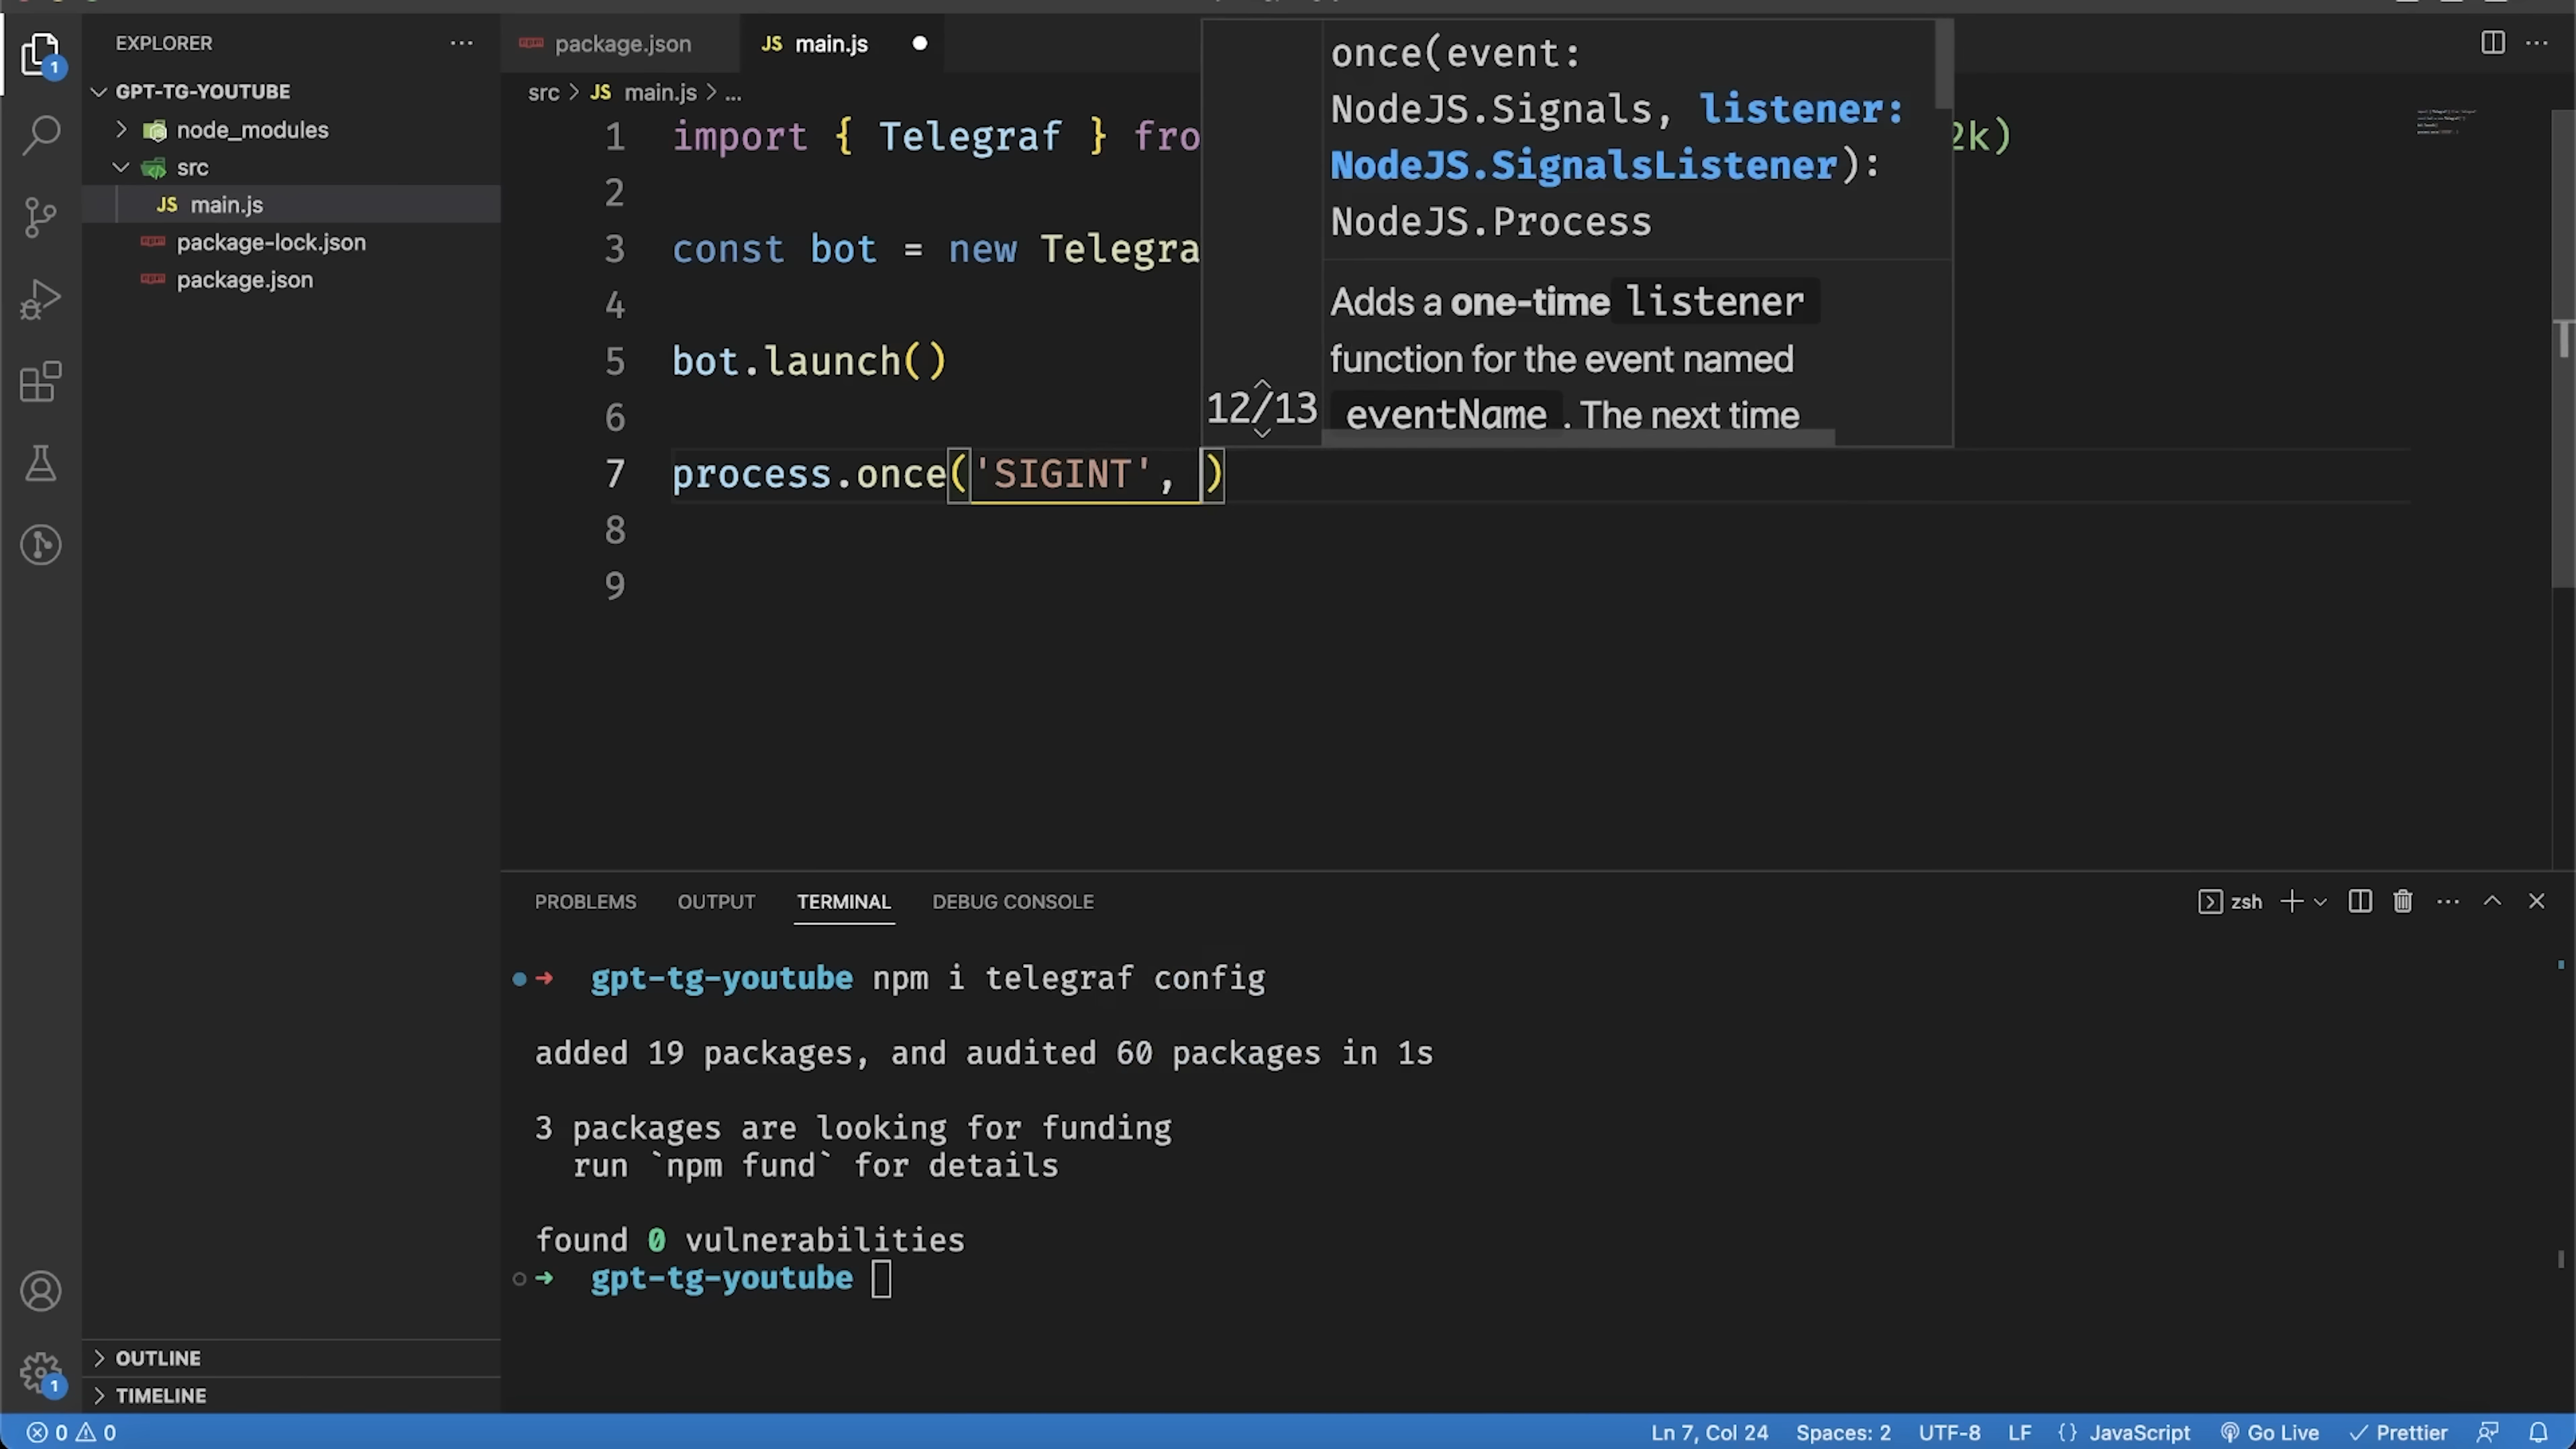 EXPLORER
GPT-TG-YOUTUBE
node_modules
src
JS main.js
package-lock.json
package.json
1
1
package.json
JS main.js
src > JS main.js > ...
1 import { Telegraf } fro 2k)
2
3 const bot = new Telegra
4
5 bot.launch()
6
7 process.once('SIGINT', )
8
9
once(event:
NodeJS.Signals, listener:
NodeJS.SignalsListener):
NodeJS.Process
Adds a one-time listener
function for the event named
eventName . The next time
12/13
PROBLEMS OUTPUT TERMINAL DEBUG CONSOLE
zsh
gpt-tg-youtube npm i telegraf config
added 19 packages, and audited 60 packages in 1s
3 packages are looking for funding
run `npm fund` for details
found 0 vulnerabilities
gpt-tg-youtube
OUTLINE
TIMELINE
0 0
Ln 7, Col 24 Spaces: 2 UTF-8 LF {} JavaScript Go Live Prettier